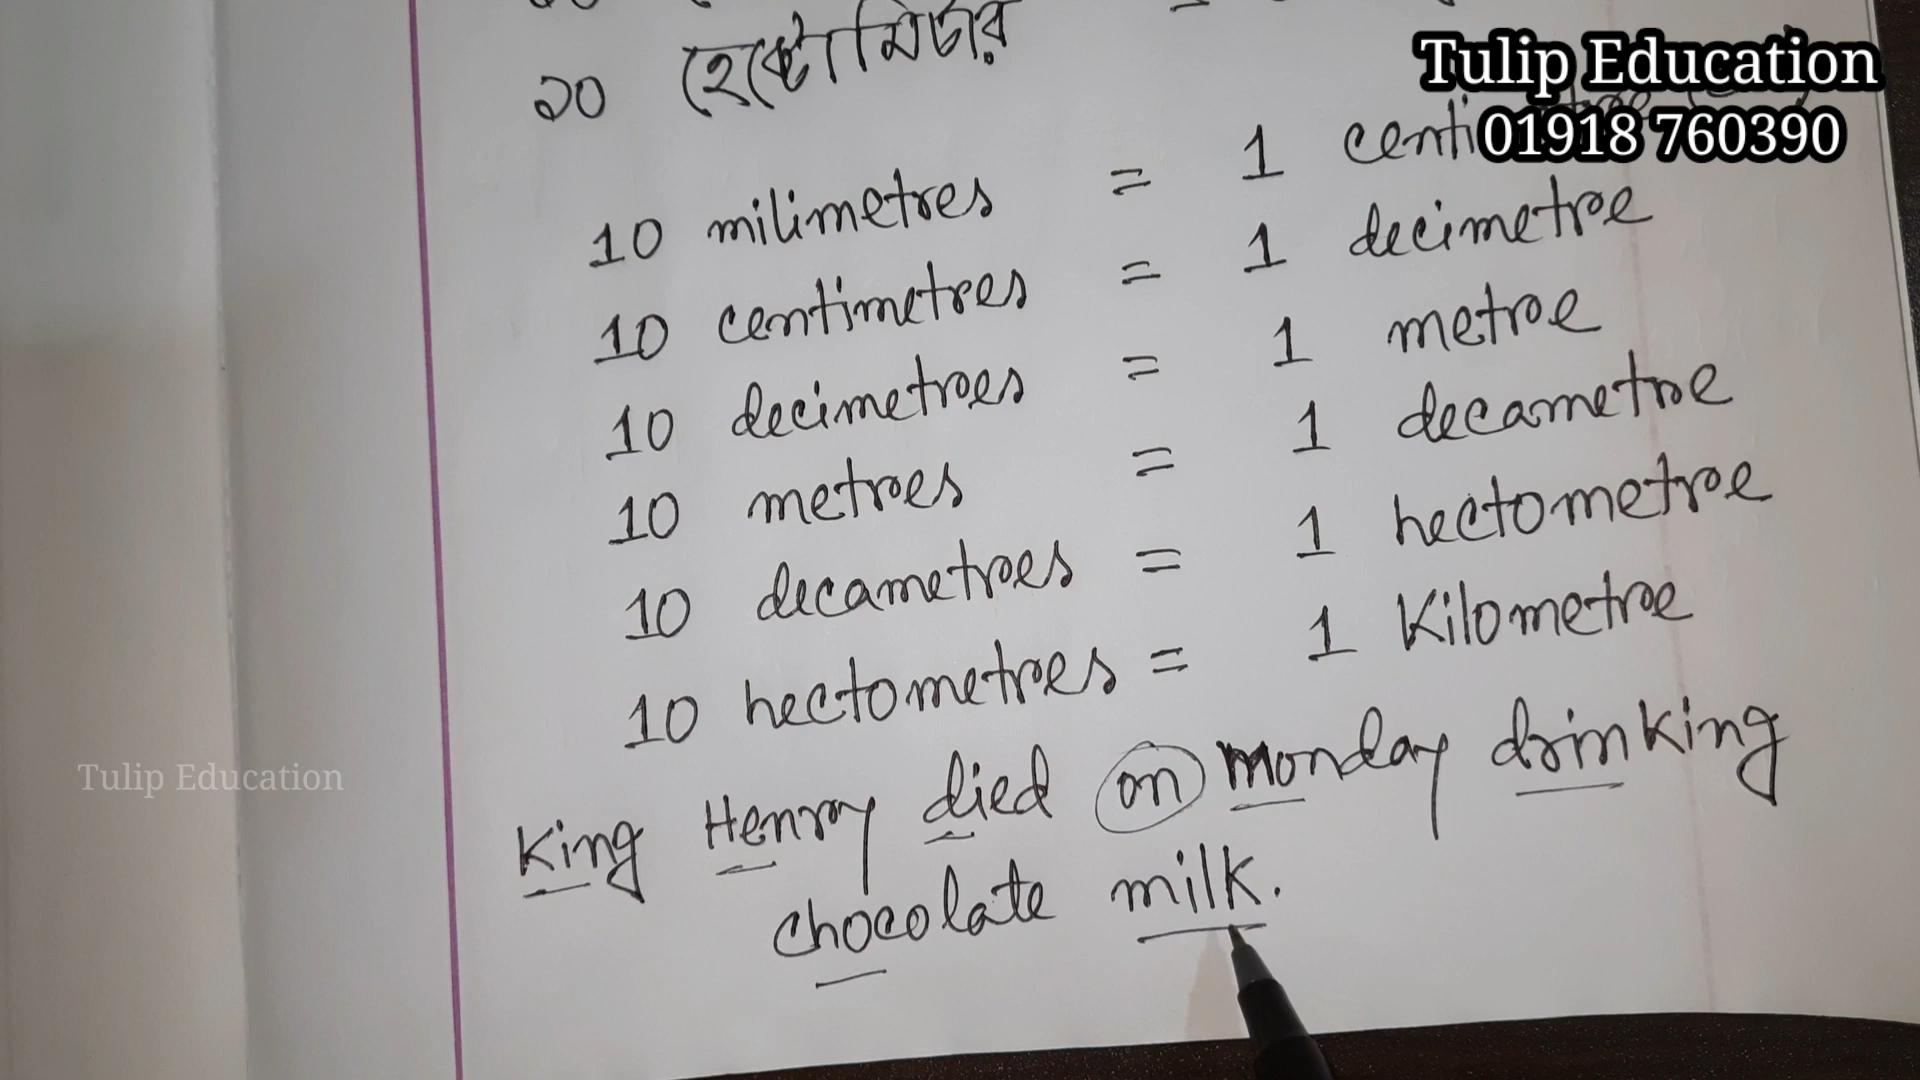 ১০ হেক্টোমিটার
Tulip Education
01918 760390
10 milimetres = 1
10 centimetres = 1 decimetre
10 decimetres = 1 metre
10 metres = 1 decametre
10 decametres = 1 hectometre
10 hectometres = 1 Kilometre
King Henry died on monday drinking
chocolate milk.
Tulip Education